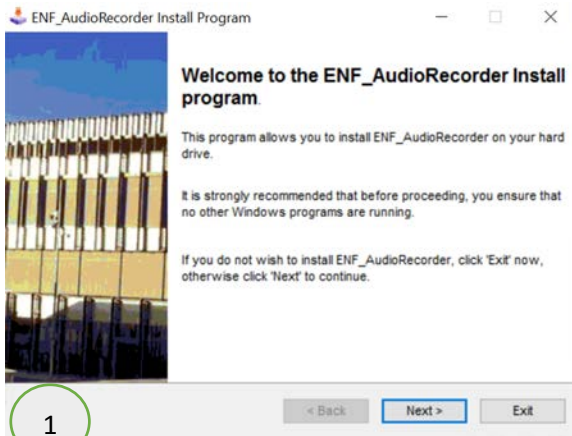 ENF_AudioRecorder Install Program
Welcome to the ENF_AudioRecorder Install
program.
This program allows you to install ENF_AudioRecorder on your hard
drive.
It is strongly recommended that before proceeding, you ensure that
no other Windows programs are running.
If you do not wish to install ENF_AudioRecorder, click 'Exit' now,
otherwise click 'Next' to continue.
< Back Next > Exit
1